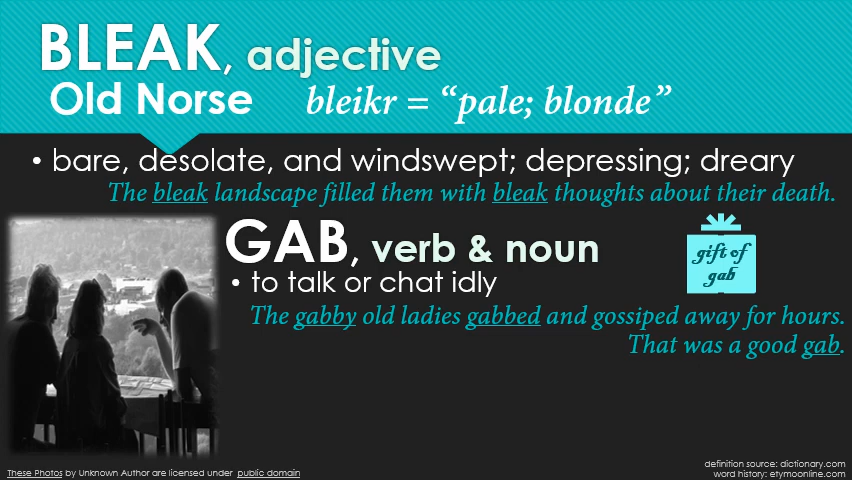 BLEAK, adjective
Old Norse bleikr = “pale; blonde”
• bare, desolate, and windswept; depressing; dreary
The bleak landscape filled them with bleak thoughts about their death.
GAB, verb & noun
gift of
gab
• to talk or chat idly
The gabby old ladies gabbed and gossiped away for hours.
That was a good gab.
These Photos by Unknown Author are licensed under public domain
definition source: dictionary.com
word history: etymoonline.com